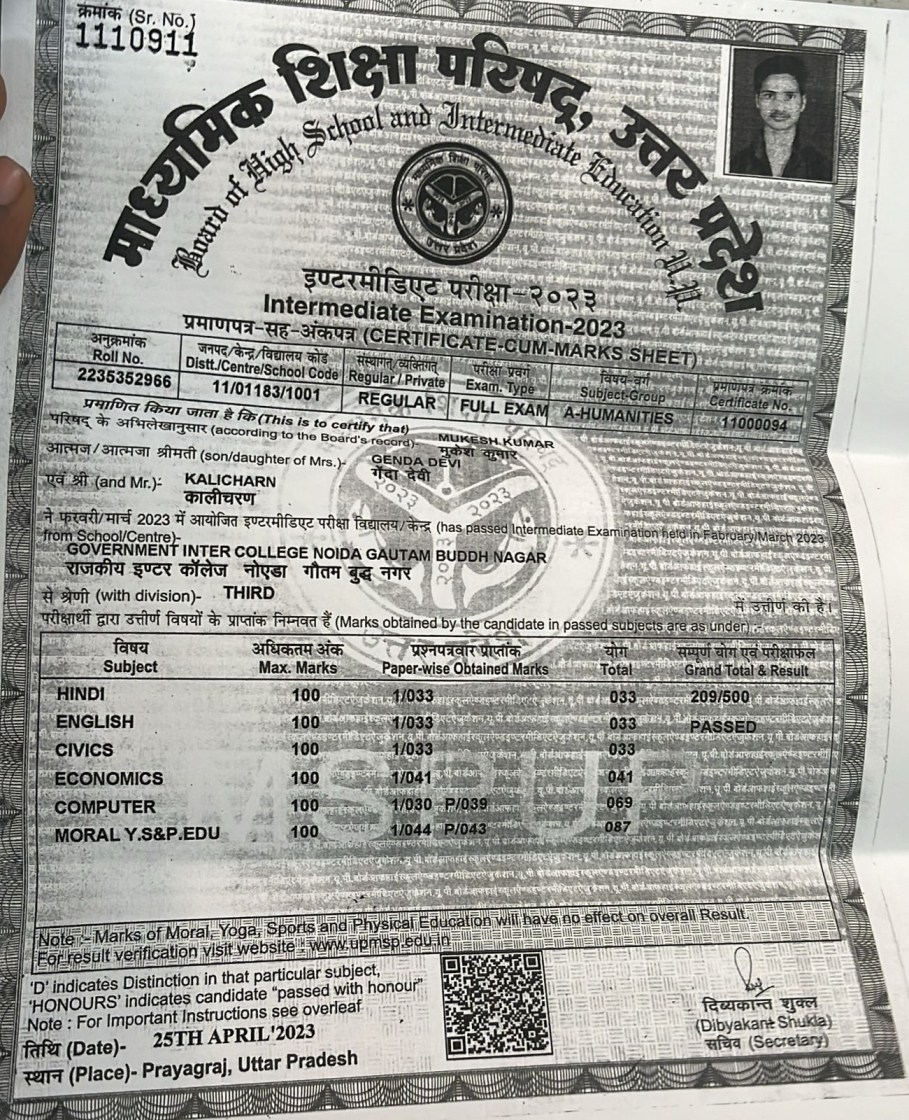 क्रमांक (Sr. No.)
1110911
माध्यमिक शिक्षा परिषद्, उत्तर प्रदेश
Board of High School and Intermediate Education U.P.
माध्यमिक शिक्षा परिषद्
उत्तर प्रदेश
इण्टरमीडिएट परीक्षा-२०२३
Intermediate Examination-2023
प्रमाणपत्र-सह-अंकपत्र (CERTIFICATE-CUM-MARKS SHEET)
अनुक्रमांक जनपद/केन्द्र/विद्यालय कोड संस्थागत/व्यक्तिगत परीक्षा प्रवर्ग विषय-वर्ग प्रमाणपत्र क्रमांक
Roll No. Distt./Centre/School Code Regular / Private Exam. Type Subject-Group Certificate No.
2235352966 11/01183/1001 REGULAR FULL EXAM A-HUMANITIES 11000094
प्रमाणित किया जाता है कि (This is to certify that)
परिषद् के अभिलेखानुसार (according to the Board's record)- MUKESH KUMAR
मुकेश कुमार
आत्मज/आत्मजा श्रीमती (son/daughter of Mrs.)- GENDA DEVI
गेंदा देवी
एवं श्री (and Mr.)- KALICHARN
कालीचरण
ने फरवरी/मार्च 2023 में आयोजित इण्टरमीडिएट परीक्षा विद्यालय/केन्द्र (has passed Intermediate Examination held in Fabruary/March 2023
from School/Centre)-
GOVERNMENT INTER COLLEGE NOIDA GAUTAM BUDDH NAGAR
राजकीय इण्टर कॉलेज नोएडा गौतम बुद्ध नगर
से श्रेणी (with division)- THIRD में उत्तीर्ण की है।
परीक्षार्थी द्वारा उत्तीर्ण विषयों के प्राप्तांक निम्नवत हैं (Marks obtained by the candidate in passed subjects are as under):-
विषय अधिकतम अंक प्रश्नपत्रवार प्राप्तांक योग सम्पूर्ण योग एवं परीक्षाफल
Subject Max. Marks Paper-wise Obtained Marks Total Grand Total & Result
HINDI 100 1/033 033 209/500
ENGLISH 100 1/033 033 PASSED
CIVICS 100 1/033 033
ECONOMICS 100 1/041 041
COMPUTER 100 1/030 P/039 069
MORAL Y.S&P.EDU 100 1/044 P/043 087
Note :- Marks of Moral, Yoga, Sports and Physical Education will have no effect on overall Result.
For result verification visit website : www.upmsp.edu.in
'D' indicates Distinction in that particular subject,
'HONOURS' indicates candidate "passed with honour"
Note : For Important Instructions see overleaf
तिथि (Date)- 25TH APRIL'2023
स्थान (Place)- Prayagraj, Uttar Pradesh
दिव्यकान्त शुक्ल
(Dibyakant Shukla)
सचिव (Secretary)